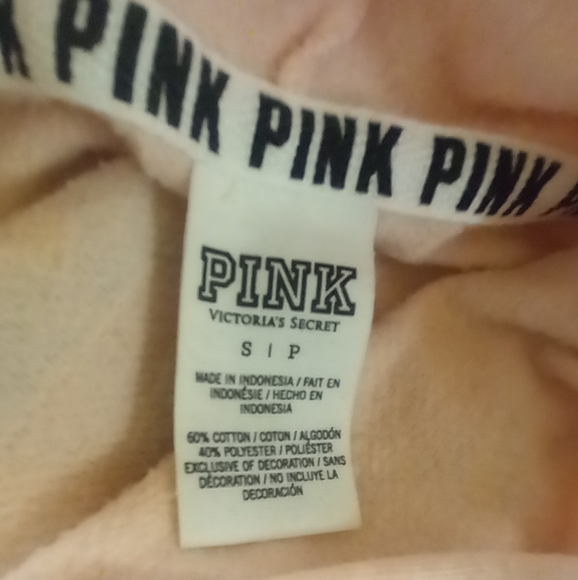 PINK PINK PINK
PINK
VICTORIA'S SECRET
S | P
MADE IN INDONESIA / FAIT EN
INDONÉSIE / HECHO EN
INDONESIA
60% COTTON / COTON / ALGODÓN
40% POLYESTER / POLIÉSTER
EXCLUSIVE OF DECORATION / SANS
DÉCORATION / NO INCLUYE LA
DECORACIÓN